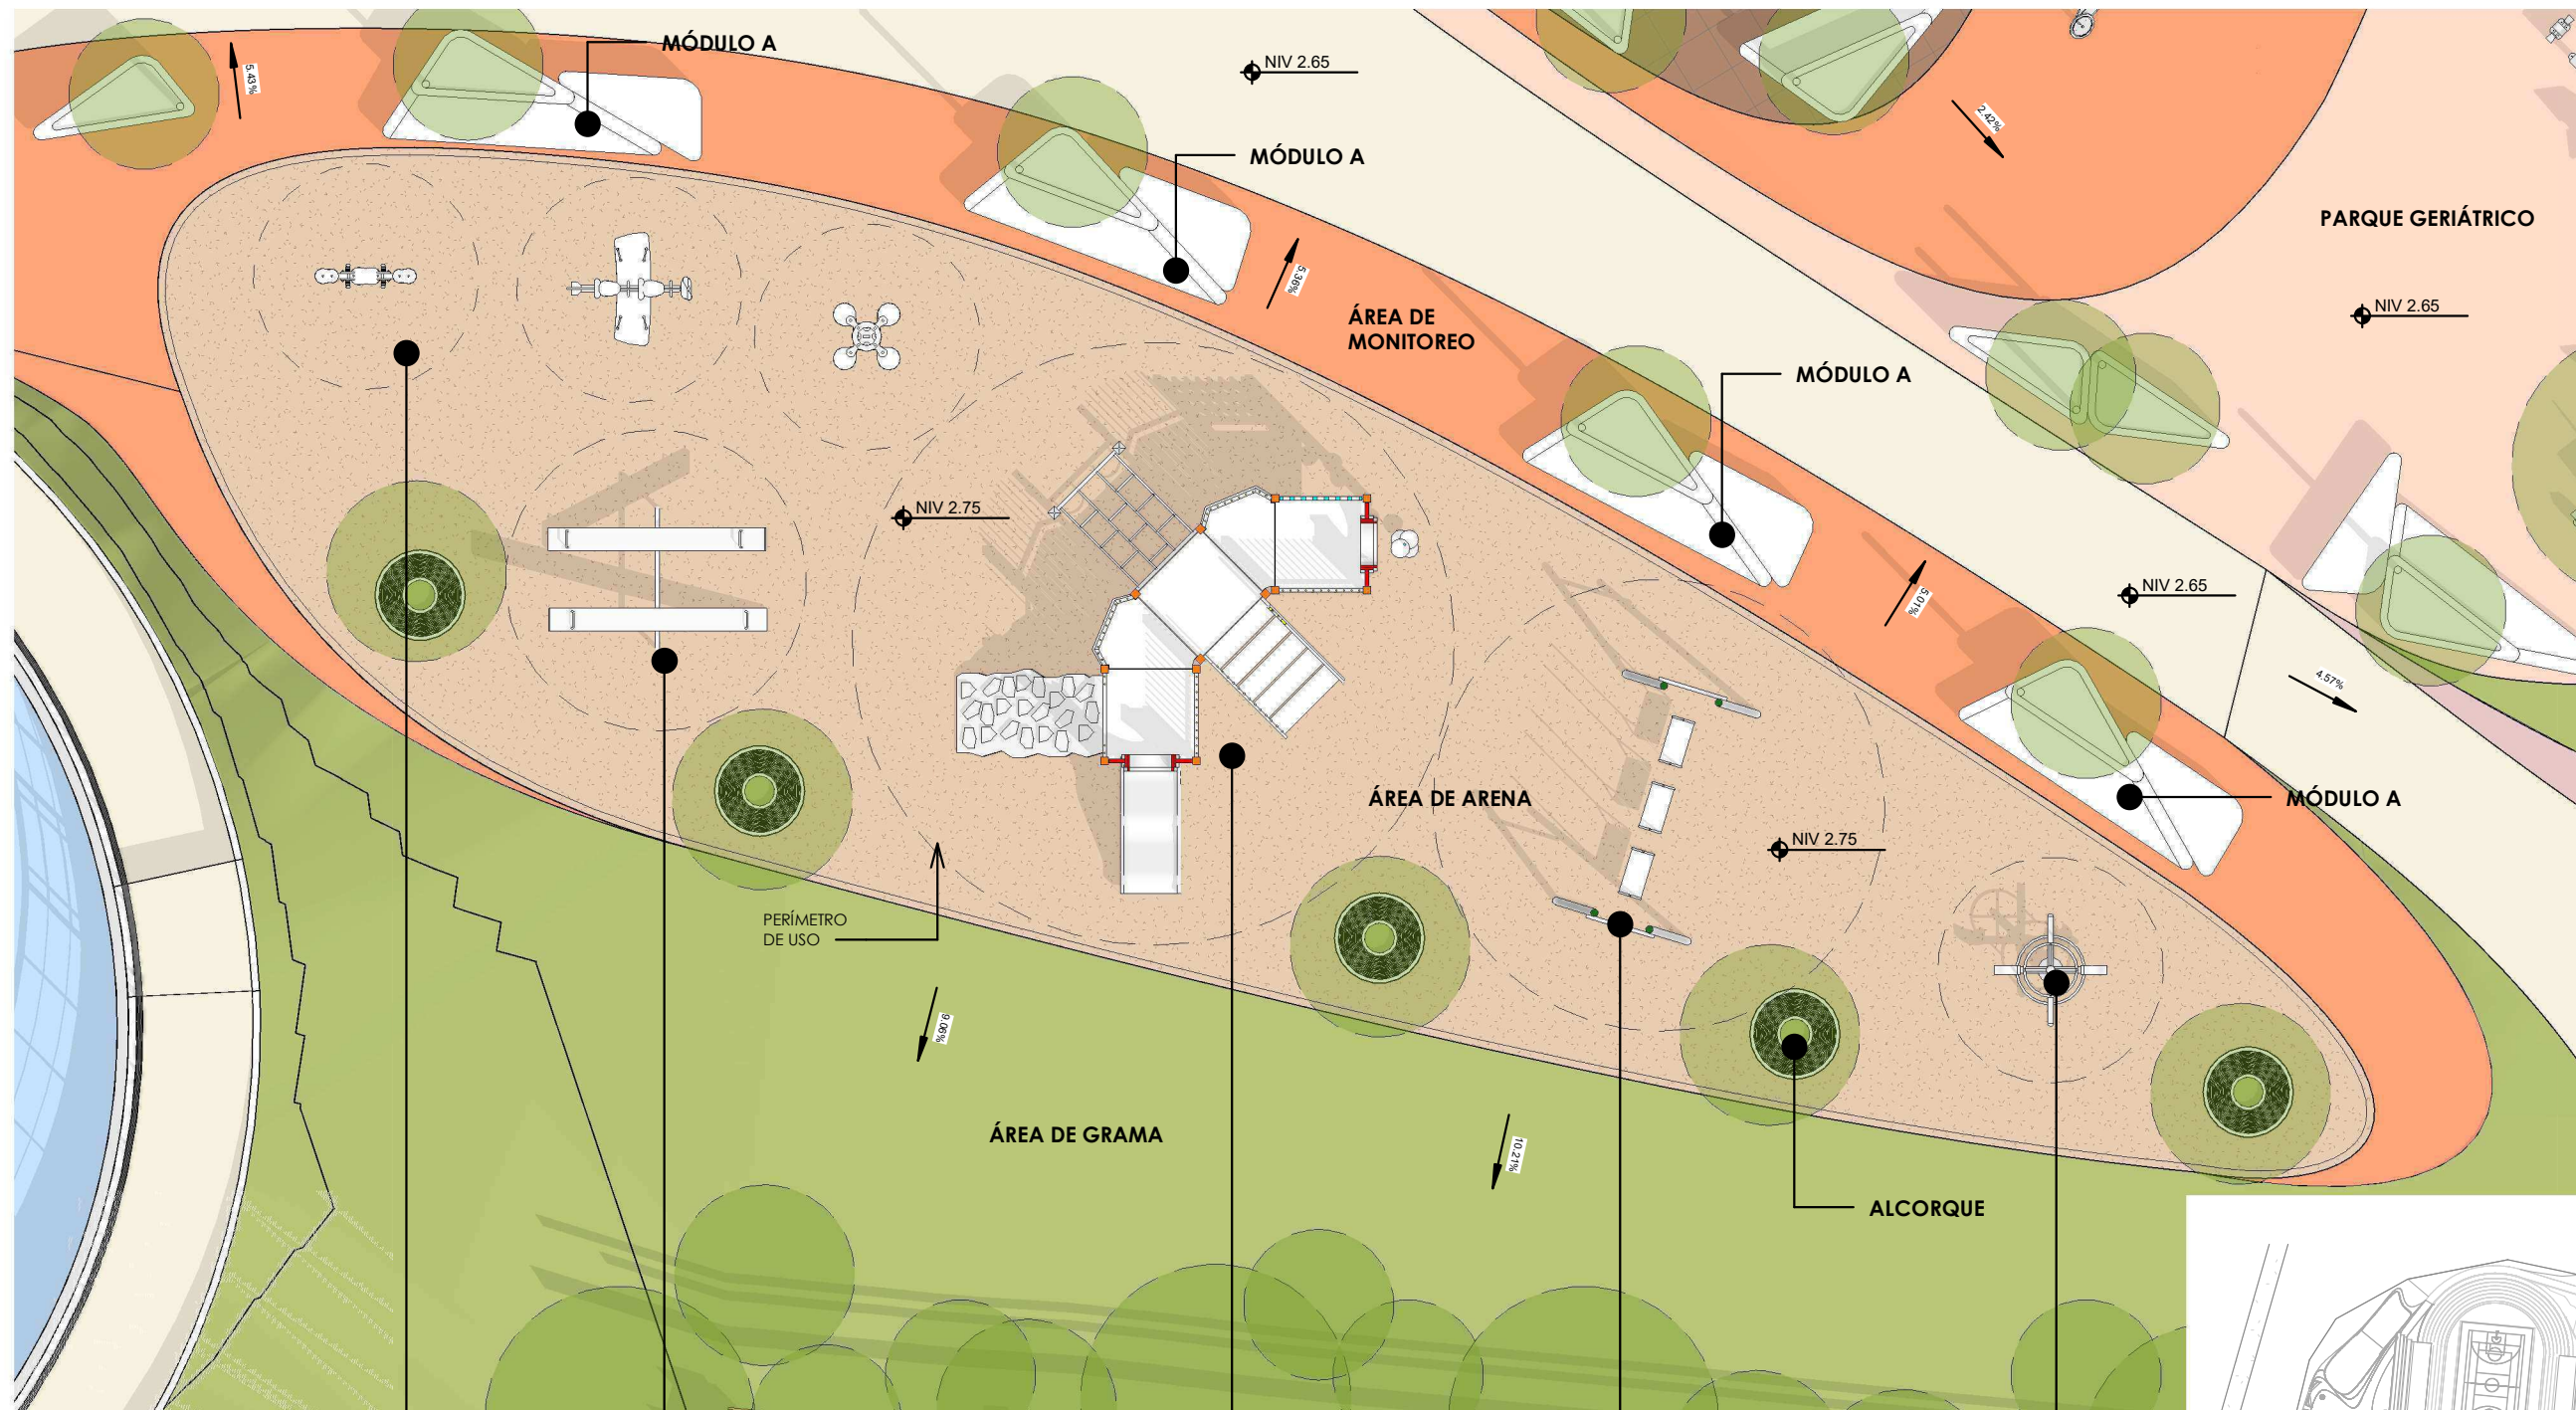 MÓDULO A
5.43%
NIV 2.65
2.42%
MÓDULO A
PARQUE GERIÁTRICO
5.36%
ÁREA DE
MONITOREO
NIV 2.65
MÓDULO A
NIV 2.75
5.01%
NIV 2.65
4.57%
ÁREA DE ARENA
MÓDULO A
NIV 2.75
PERÍMETRO
DE USO
9.06%
ÁREA DE GRAMA
10.21%
ALCORQUE